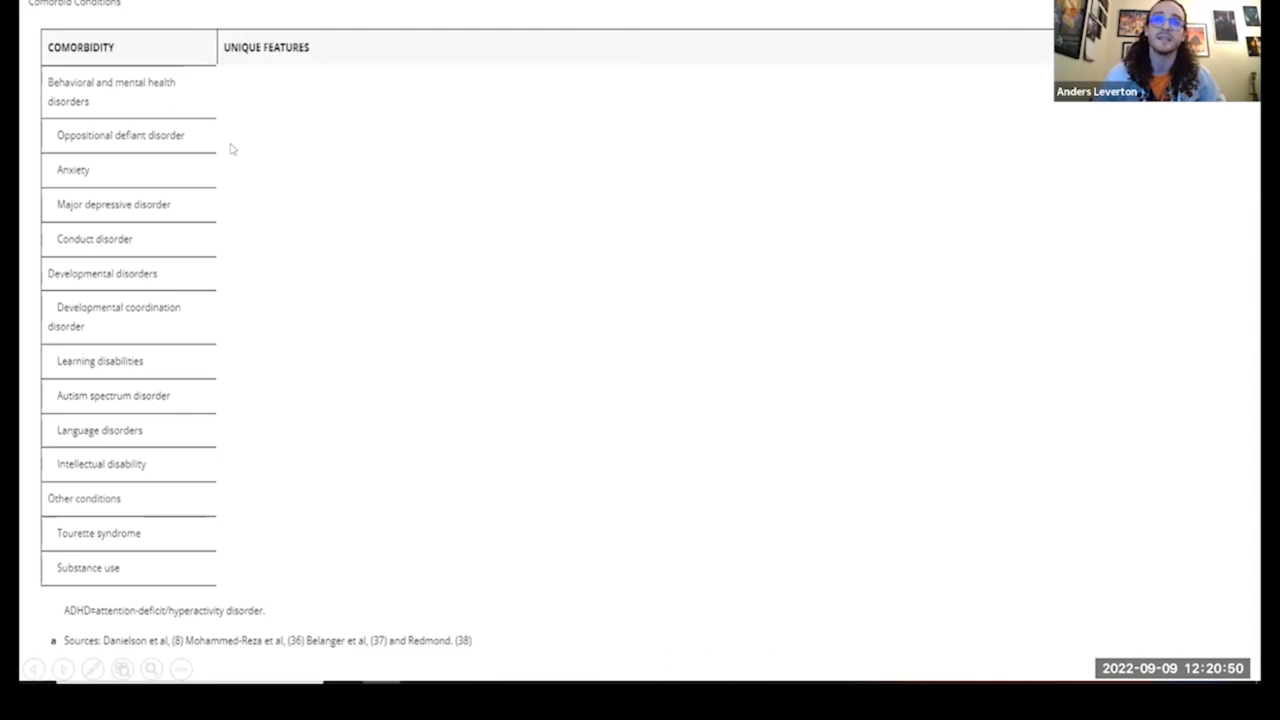 Comorbid Conditions
COMORBIDITY
UNIQUE FEATURES
Behavioral and mental health
disorders
Oppositional defiant disorder
Anxiety
Major depressive disorder
Conduct disorder
Developmental disorders
Developmental coordination
disorder
Learning disabilities
Autism spectrum disorder
Language disorders
Intellectual disability
Other conditions
Tourette syndrome
Substance use
ADHD=attention-deficit/hyperactivity disorder.
a Sources: Danielson et al, (8) Mohammed-Reza et al, (36) Belanger et al, (37) and Redmond. (38)
Anders Leverton
2022-09-09 12:20:50